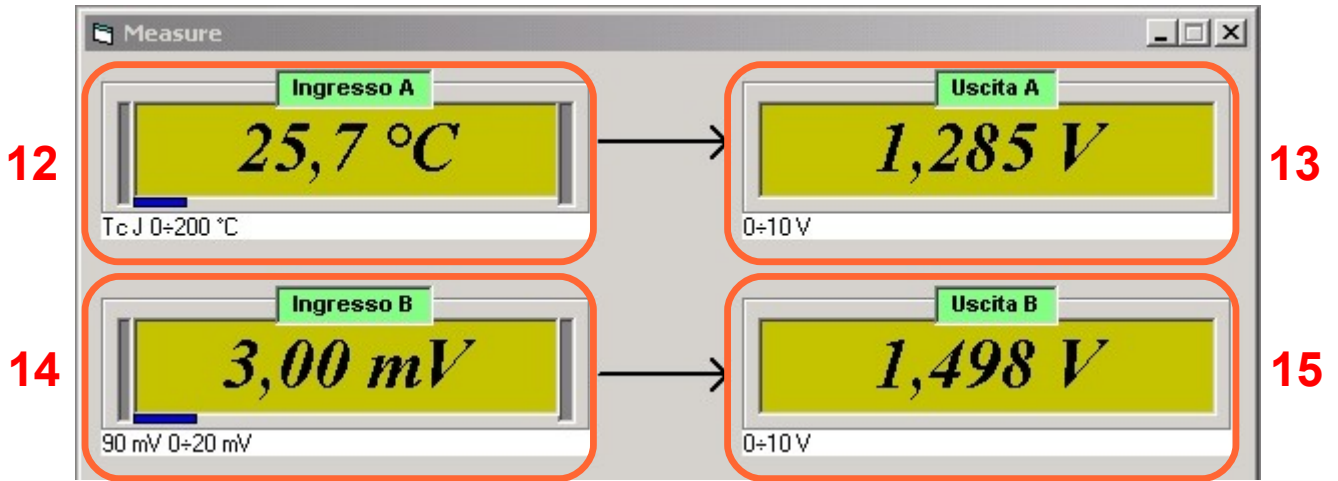 Measure
Ingresso A
Uscita A
12
25,7 °C
1,285 V
13
Tc J 0÷200 °C
0÷10 V
Ingresso B
Uscita B
14
3,00 mV
1,498 V
15
90 mV 0÷20 mV
0÷10 V